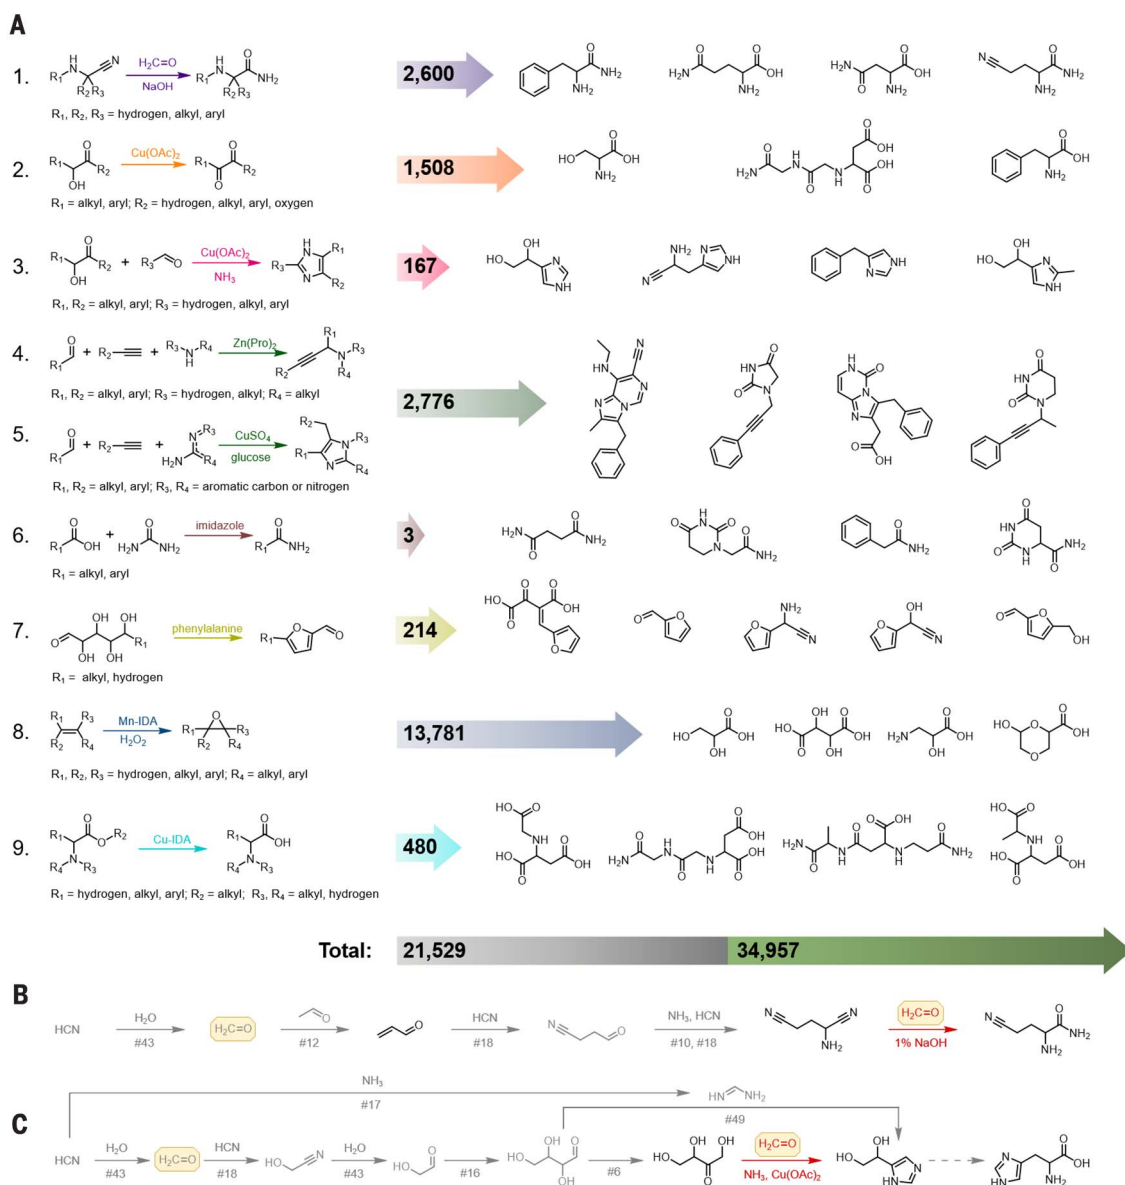 A
1.
H₂C=O
NaOH
R₁, R₂, R₃ = hydrogen, alkyl, aryl
2,600
2.
Cu(OAc)₂
R₁ = alkyl, aryl; R₂ = hydrogen, alkyl, aryl, oxygen
1,508
3.
Cu(OAc)₂
NH₃
R₁, R₂ = alkyl, aryl; R₃ = hydrogen, alkyl, aryl
167
4.
Zn(Pro)₂
R₁, R₂ = alkyl, aryl; R₃ = hydrogen, alkyl; R₄ = alkyl
2,776
5.
CuSO₄
glucose
R₁, R₂ = alkyl, aryl; R₃, R₄ = aromatic carbon or nitrogen
6.
imidazole
R₁ = alkyl, aryl
3
7.
phenylalanine
R₁ = alkyl, hydrogen
214
8.
Mn-IDA
H₂O₂
R₁, R₂, R₃ = hydrogen, alkyl, aryl; R₄ = alkyl, aryl
13,781
9.
Cu-IDA
R₁ = hydrogen, alkyl, aryl; R₂ = alkyl; R₃, R₄ = alkyl, hydrogen
480
Total: 21,529 34,957
B
HCN
H₂O
#43
H₂C=O
#12
HCN
#18
NH₃, HCN
#10, #18
H₂C=O
1% NaOH
C
NH₃
#17
#49
HCN
H₂O
#43
H₂C=O
HCN
#18
H₂O
#43
#16
#6
H₂C=O
NH₃, Cu(OAc)₂